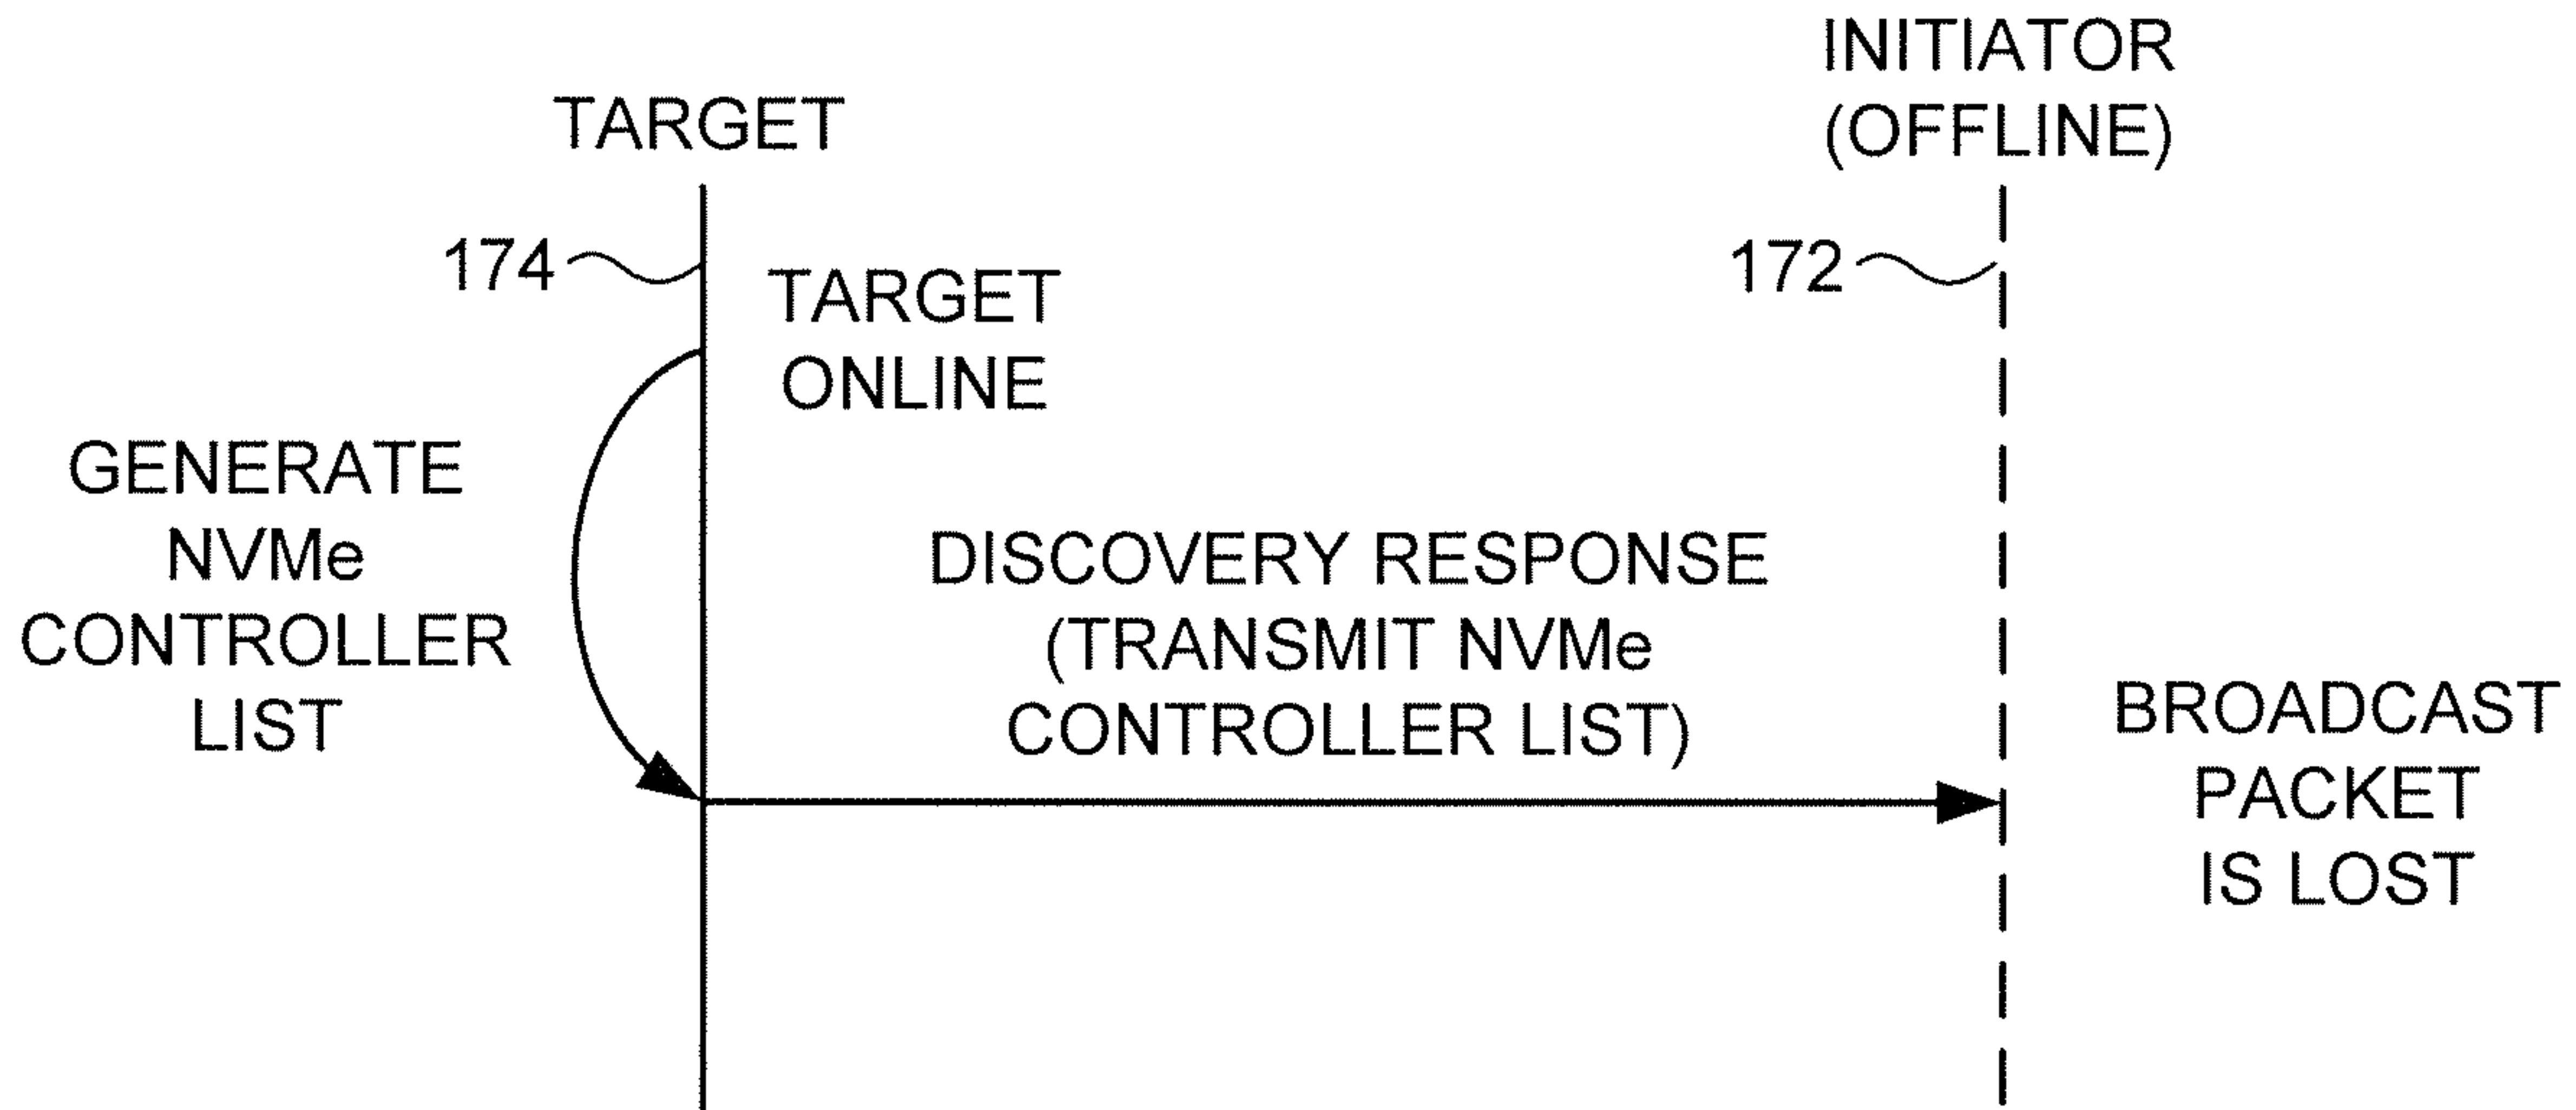 INITIATOR
(OFFLINE)
TARGET
174
172
TARGET
ONLINE
GENERATE
NVMe
CONTROLLER
LIST
DISCOVERY RESPONSE
(TRANSMIT NVMe
CONTROLLER LIST)
BROADCAST
PACKET
IS LOST